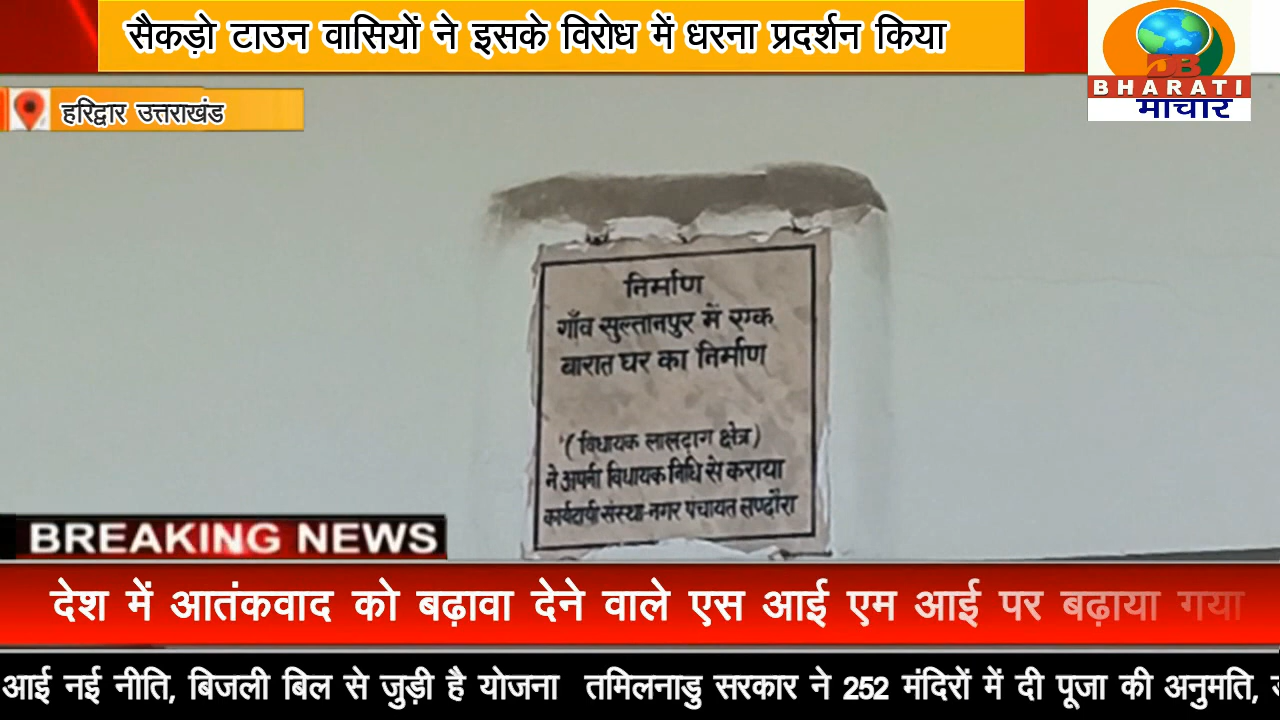 सैकड़ो टाउन वासियों ने इसके विरोध में धरना प्रदर्शन किया
BHARATI
माचार
हरिद्वार उत्तराखंड
निर्माण
गाँव सुल्तानपुर में एक
बारात घर का निर्माण
(विधायक लालढाग क्षेत्र)
ने अपनी विधायक निधि से कराया
कार्यदायी संस्था-नगर पंचायत लण्ढौरा
BREAKING NEWS
देश में आतंकवाद को बढ़ावा देने वाले एस आई एम आई पर बढ़ाया गया
आई नई नीति, बिजली बिल से जुड़ी है योजना तमिलनाडु सरकार ने 252 मंदिरों में दी पूजा की अनुमति,